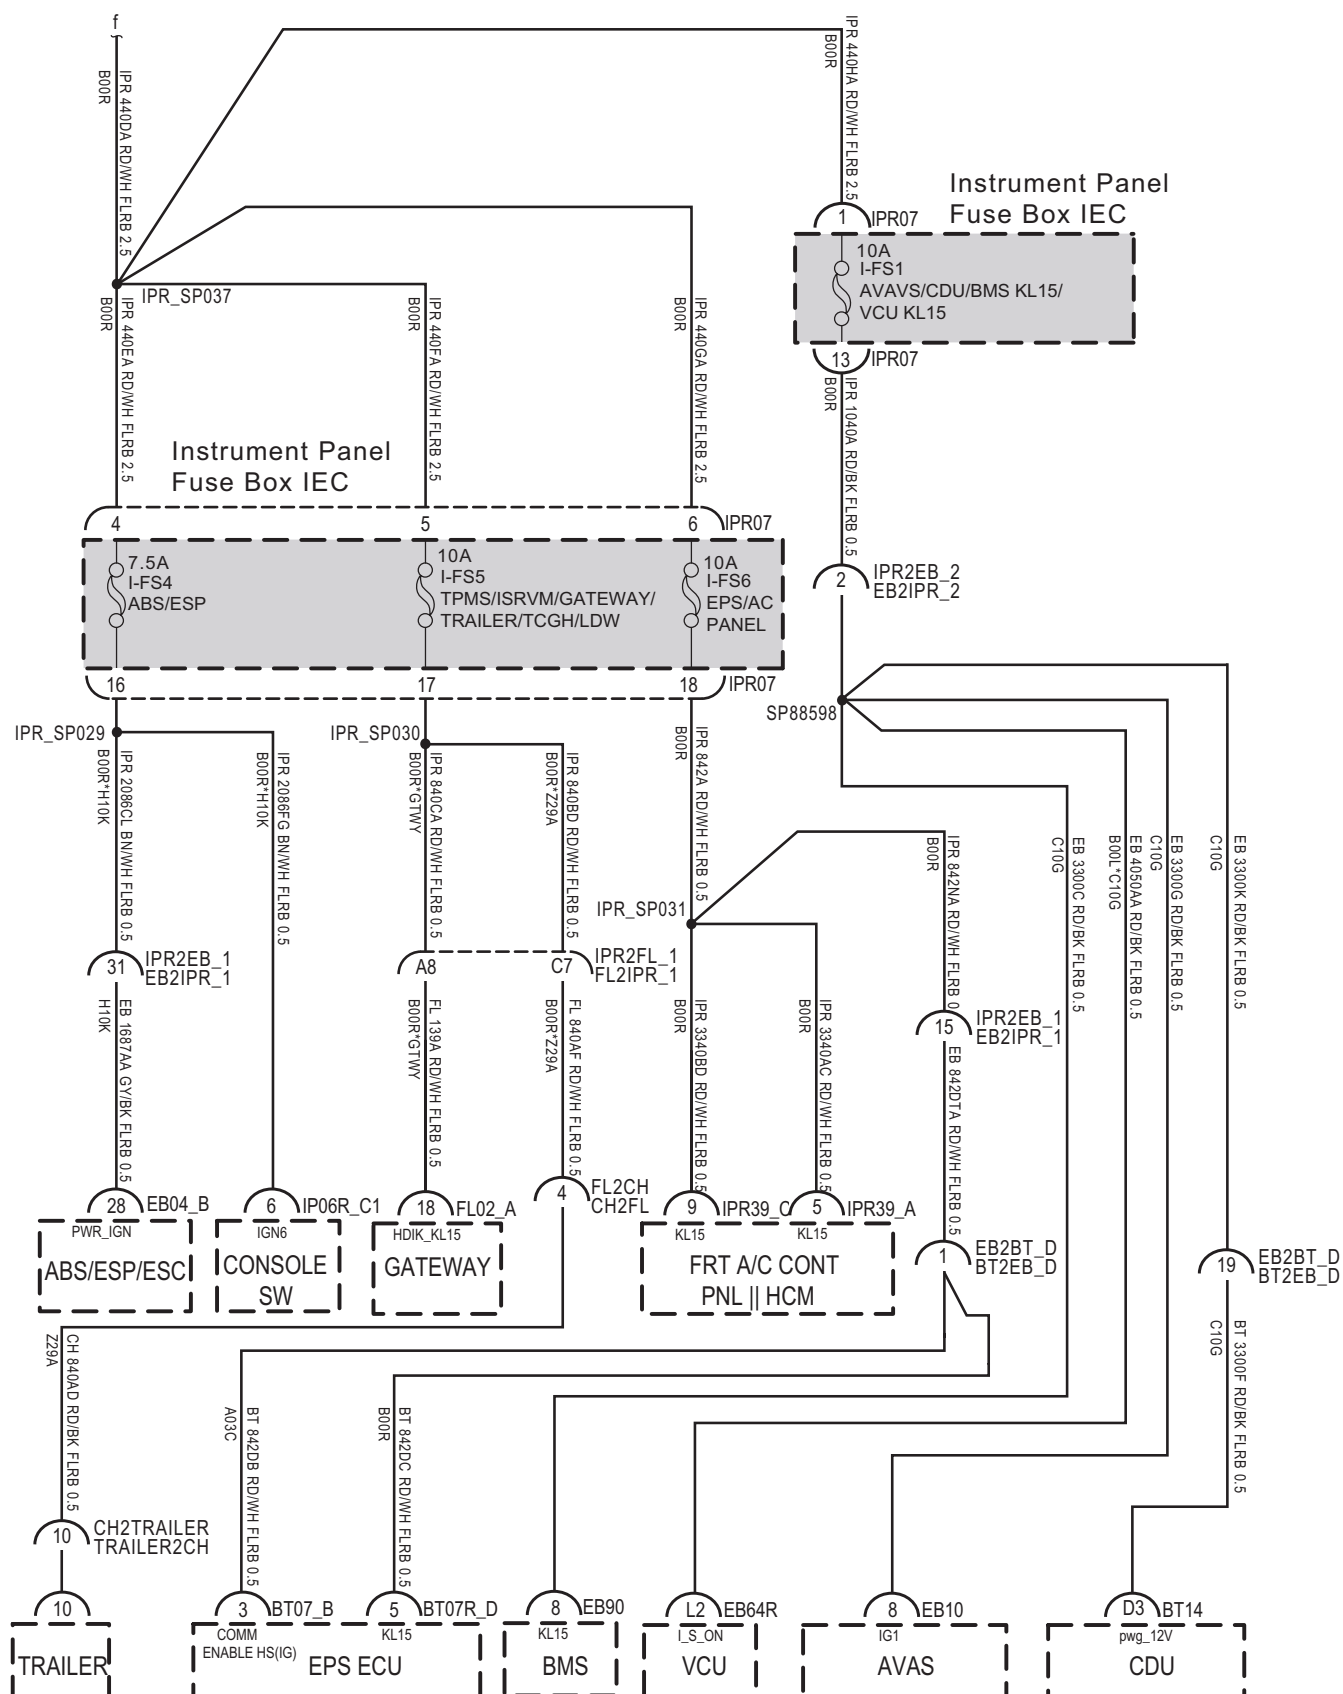 f
IPR 440DA RD/WH FLRB 2.5
B00R
IPR 440HA RD/WH FLRB 2.5
B00R
Instrument Panel
Fuse Box IEC
1
IPR07
10A
I-FS1
AVAVS/CDU/BMS KL15/
VCU KL15
13
IPR07
IPR_SP037
IPR 440EA RD/WH FLRB 2.5
B00R
IPR 440FA RD/WH FLRB 2.5
B00R
IPR 440GA RD/WH FLRB 2.5
B00R
IPR 1040A RD/BK FLRB 0.5
B00R
Instrument Panel
Fuse Box IEC
4
5
6
IPR07
7.5A
I-FS4
ABS/ESP
10A
I-FS5
TPMS/ISRVM/GATEWAY/
TRAILER/TCGH/LDW
10A
I-FS6
EPS/AC
PANEL
2
IPR2EB_2
EB2IPR_2
16
17
18
IPR07
SP88598
IPR_SP029
IPR_SP030
IPR 2086CL BN/WH FLRB 0.5
B00R*H10K
IPR 2086FG BN/WH FLRB 0.5
B00R*H10K
IPR 840CA RD/WH FLRB 0.5
B00R*GTWY
IPR 840BD RD/WH FLRB 0.5
B00R*Z29A
IPR 842A RD/WH FLRB 0.5
B00R
IPR 842NA RD/WH FLRB 0
B00R
EB 3300C RD/BK FLRB 0.5
C10G
EB 4050AA RD/BK FLRB 0.5
B00L*C10G
EB 3300G RD/BK FLRB 0.5
C10G
EB 3300K RD/BK FLRB 0.5
C10G
IPR_SP031
31
IPR2EB_1
EB2IPR_1
A8
C7
IPR2FL_1
FL2IPR_1
15
IPR2EB_1
EB2IPR_1
EB 1687AA GY/BK FLRB 0.5
H10K
FL 139A RD/WH FLRB 0.5
B00R*GTWY
FL 840AF RD/WH FLRB 0.5
B00R*Z29A
IPR 3340BD RD/WH FLRB 0.5
B00R
IPR 3340AC RD/WH FLRB 0.5
B00R
EB 842DTA RD/WH FLRB 0.5
28
EB04_B
6
IP06R_C1
18
FL02_A
4
FL2CH
CH2FL
9
IPR39_C
5
IPR39_A
PWR_IGN
ABS/ESP/ESC
IGN6
CONSOLE
SW
HDIK_KL15
GATEWAY
KL15
KL15
FRT A/C CONT
PNL || HCM
1
EB2BT_D
BT2EB_D
19
EB2BT_D
BT2EB_D
CH 840AD RD/BK FLRB 0.5
Z29A
BT 842DB RD/WH FLRB 0.5
A03C
BT 842DC RD/WH FLRB 0.5
B00R
BT 3300F RD/BK FLRB 0.5
C10G
10
CH2TRAILER
TRAILER2CH
10
3
BT07_B
5
BT07R_D
8
EB90
L2
EB64R
8
EB10
D3
BT14
TRAILER
COMM
ENABLE HS(IG)
KL15
EPS ECU
KL15
BMS
I_S_ON
VCU
IG1
AVAS
pwg_12V
CDU